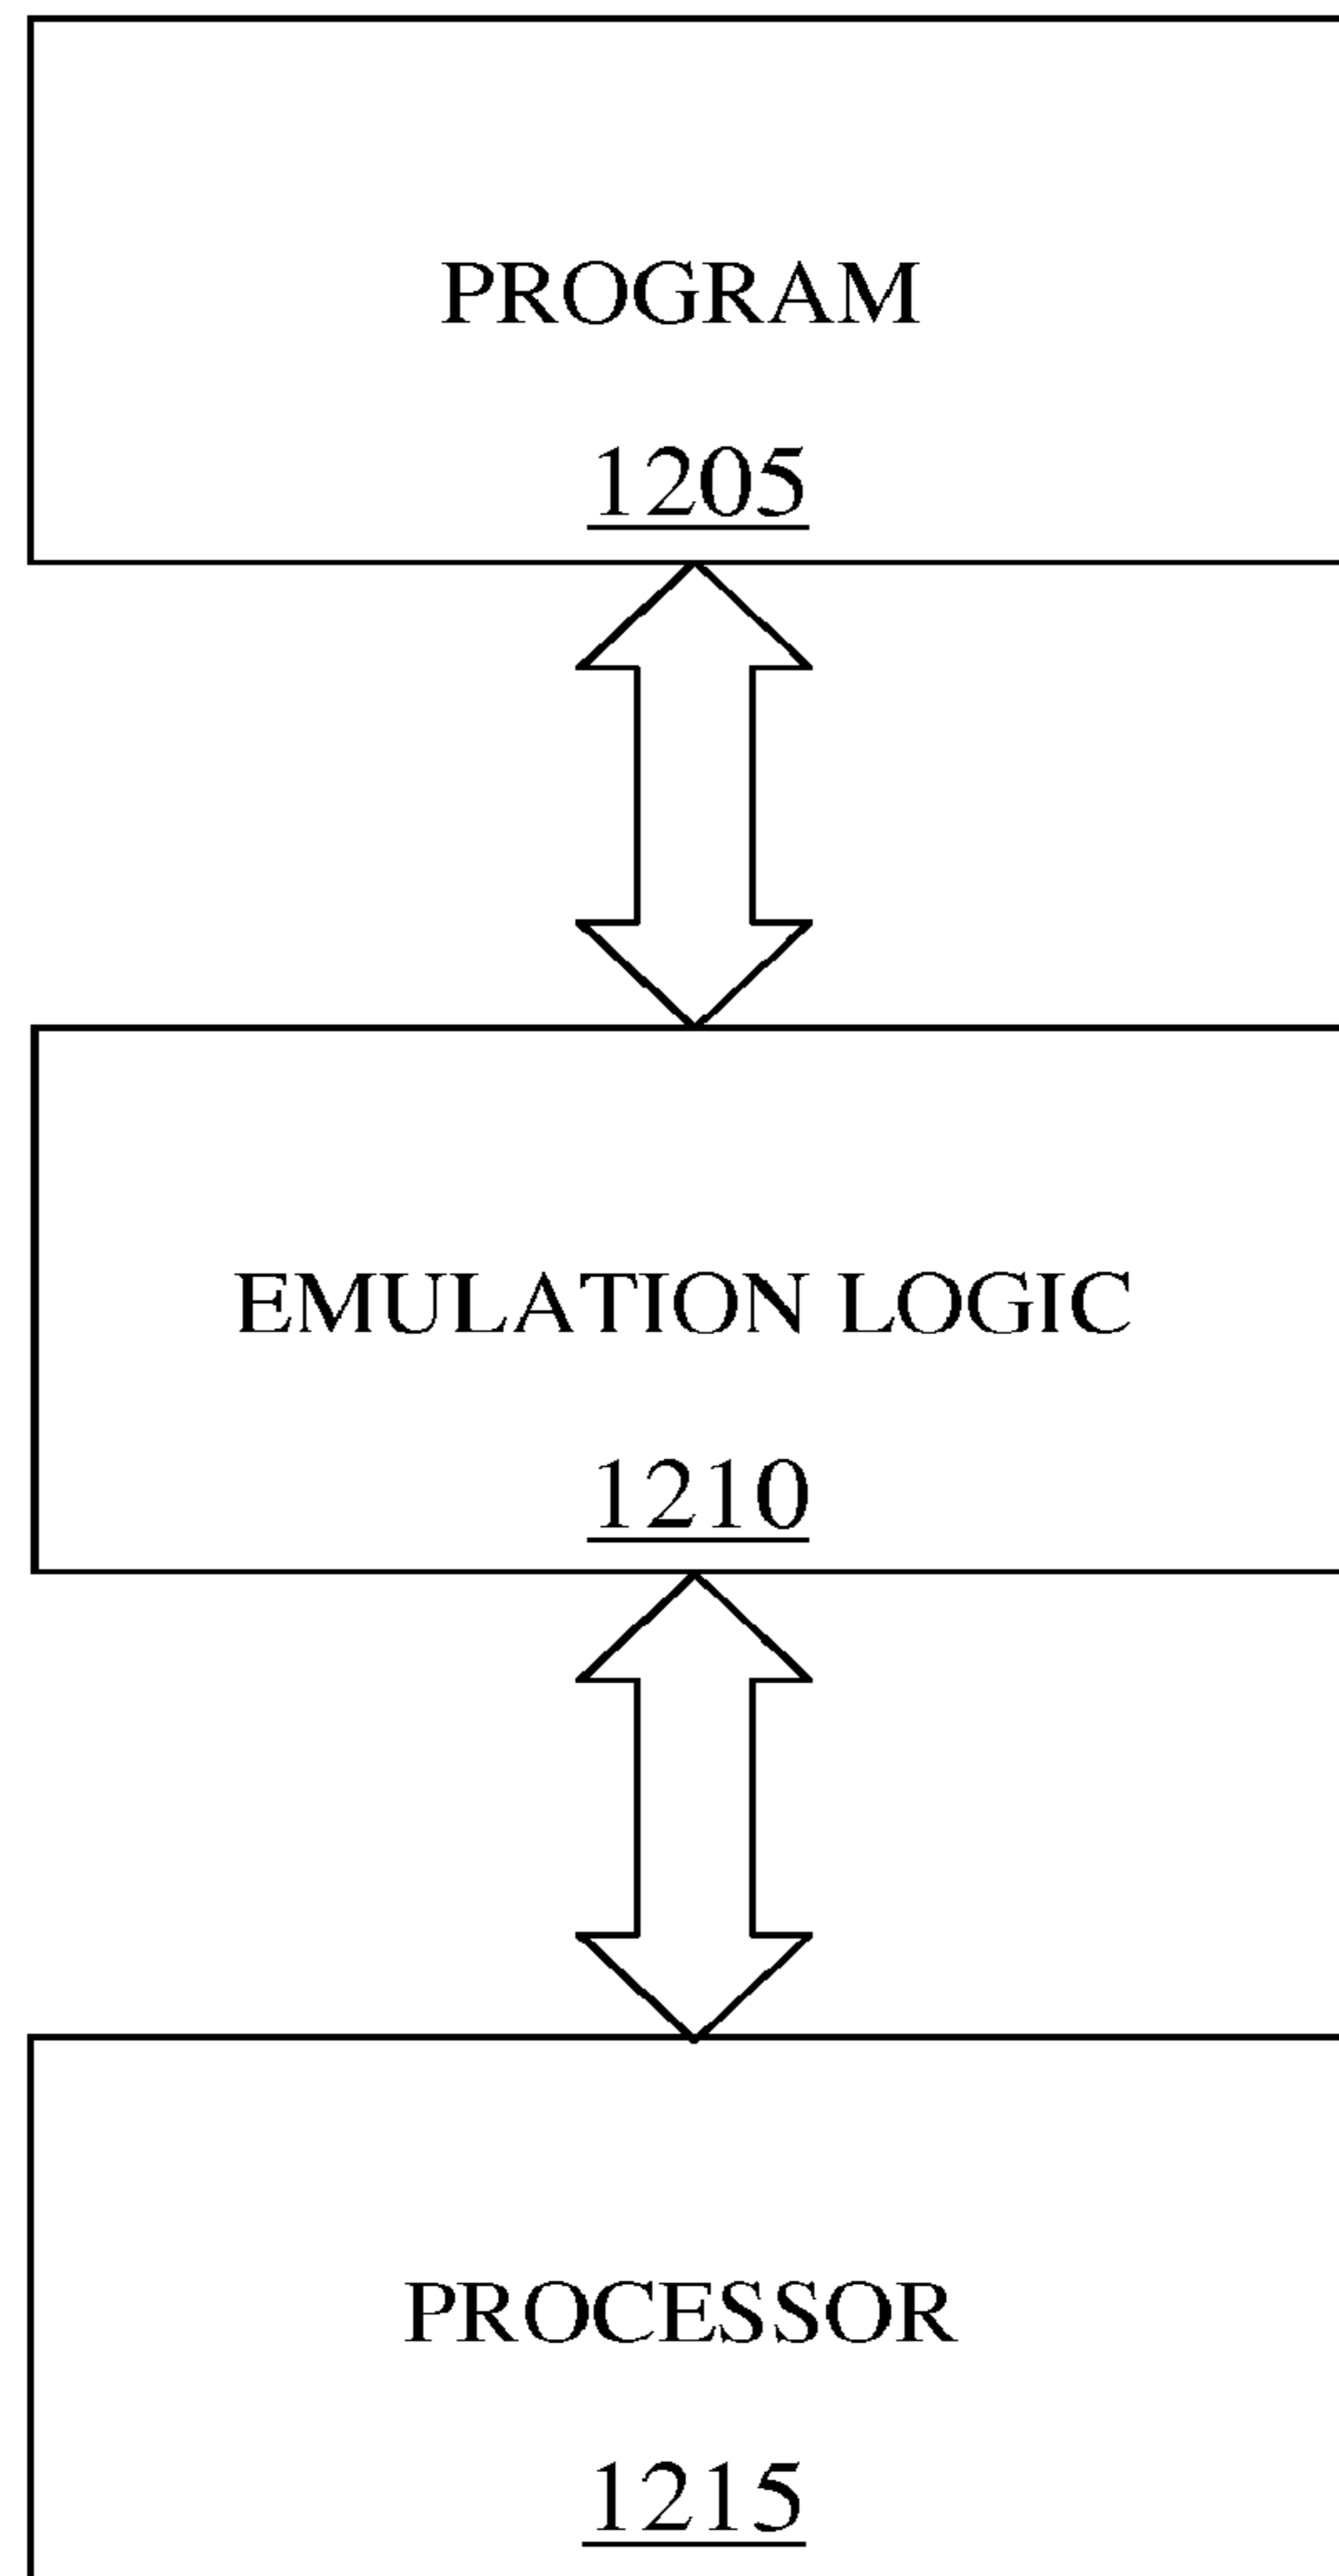 PROGRAM
1205
EMULATION LOGIC
1210
PROCESSOR
1215